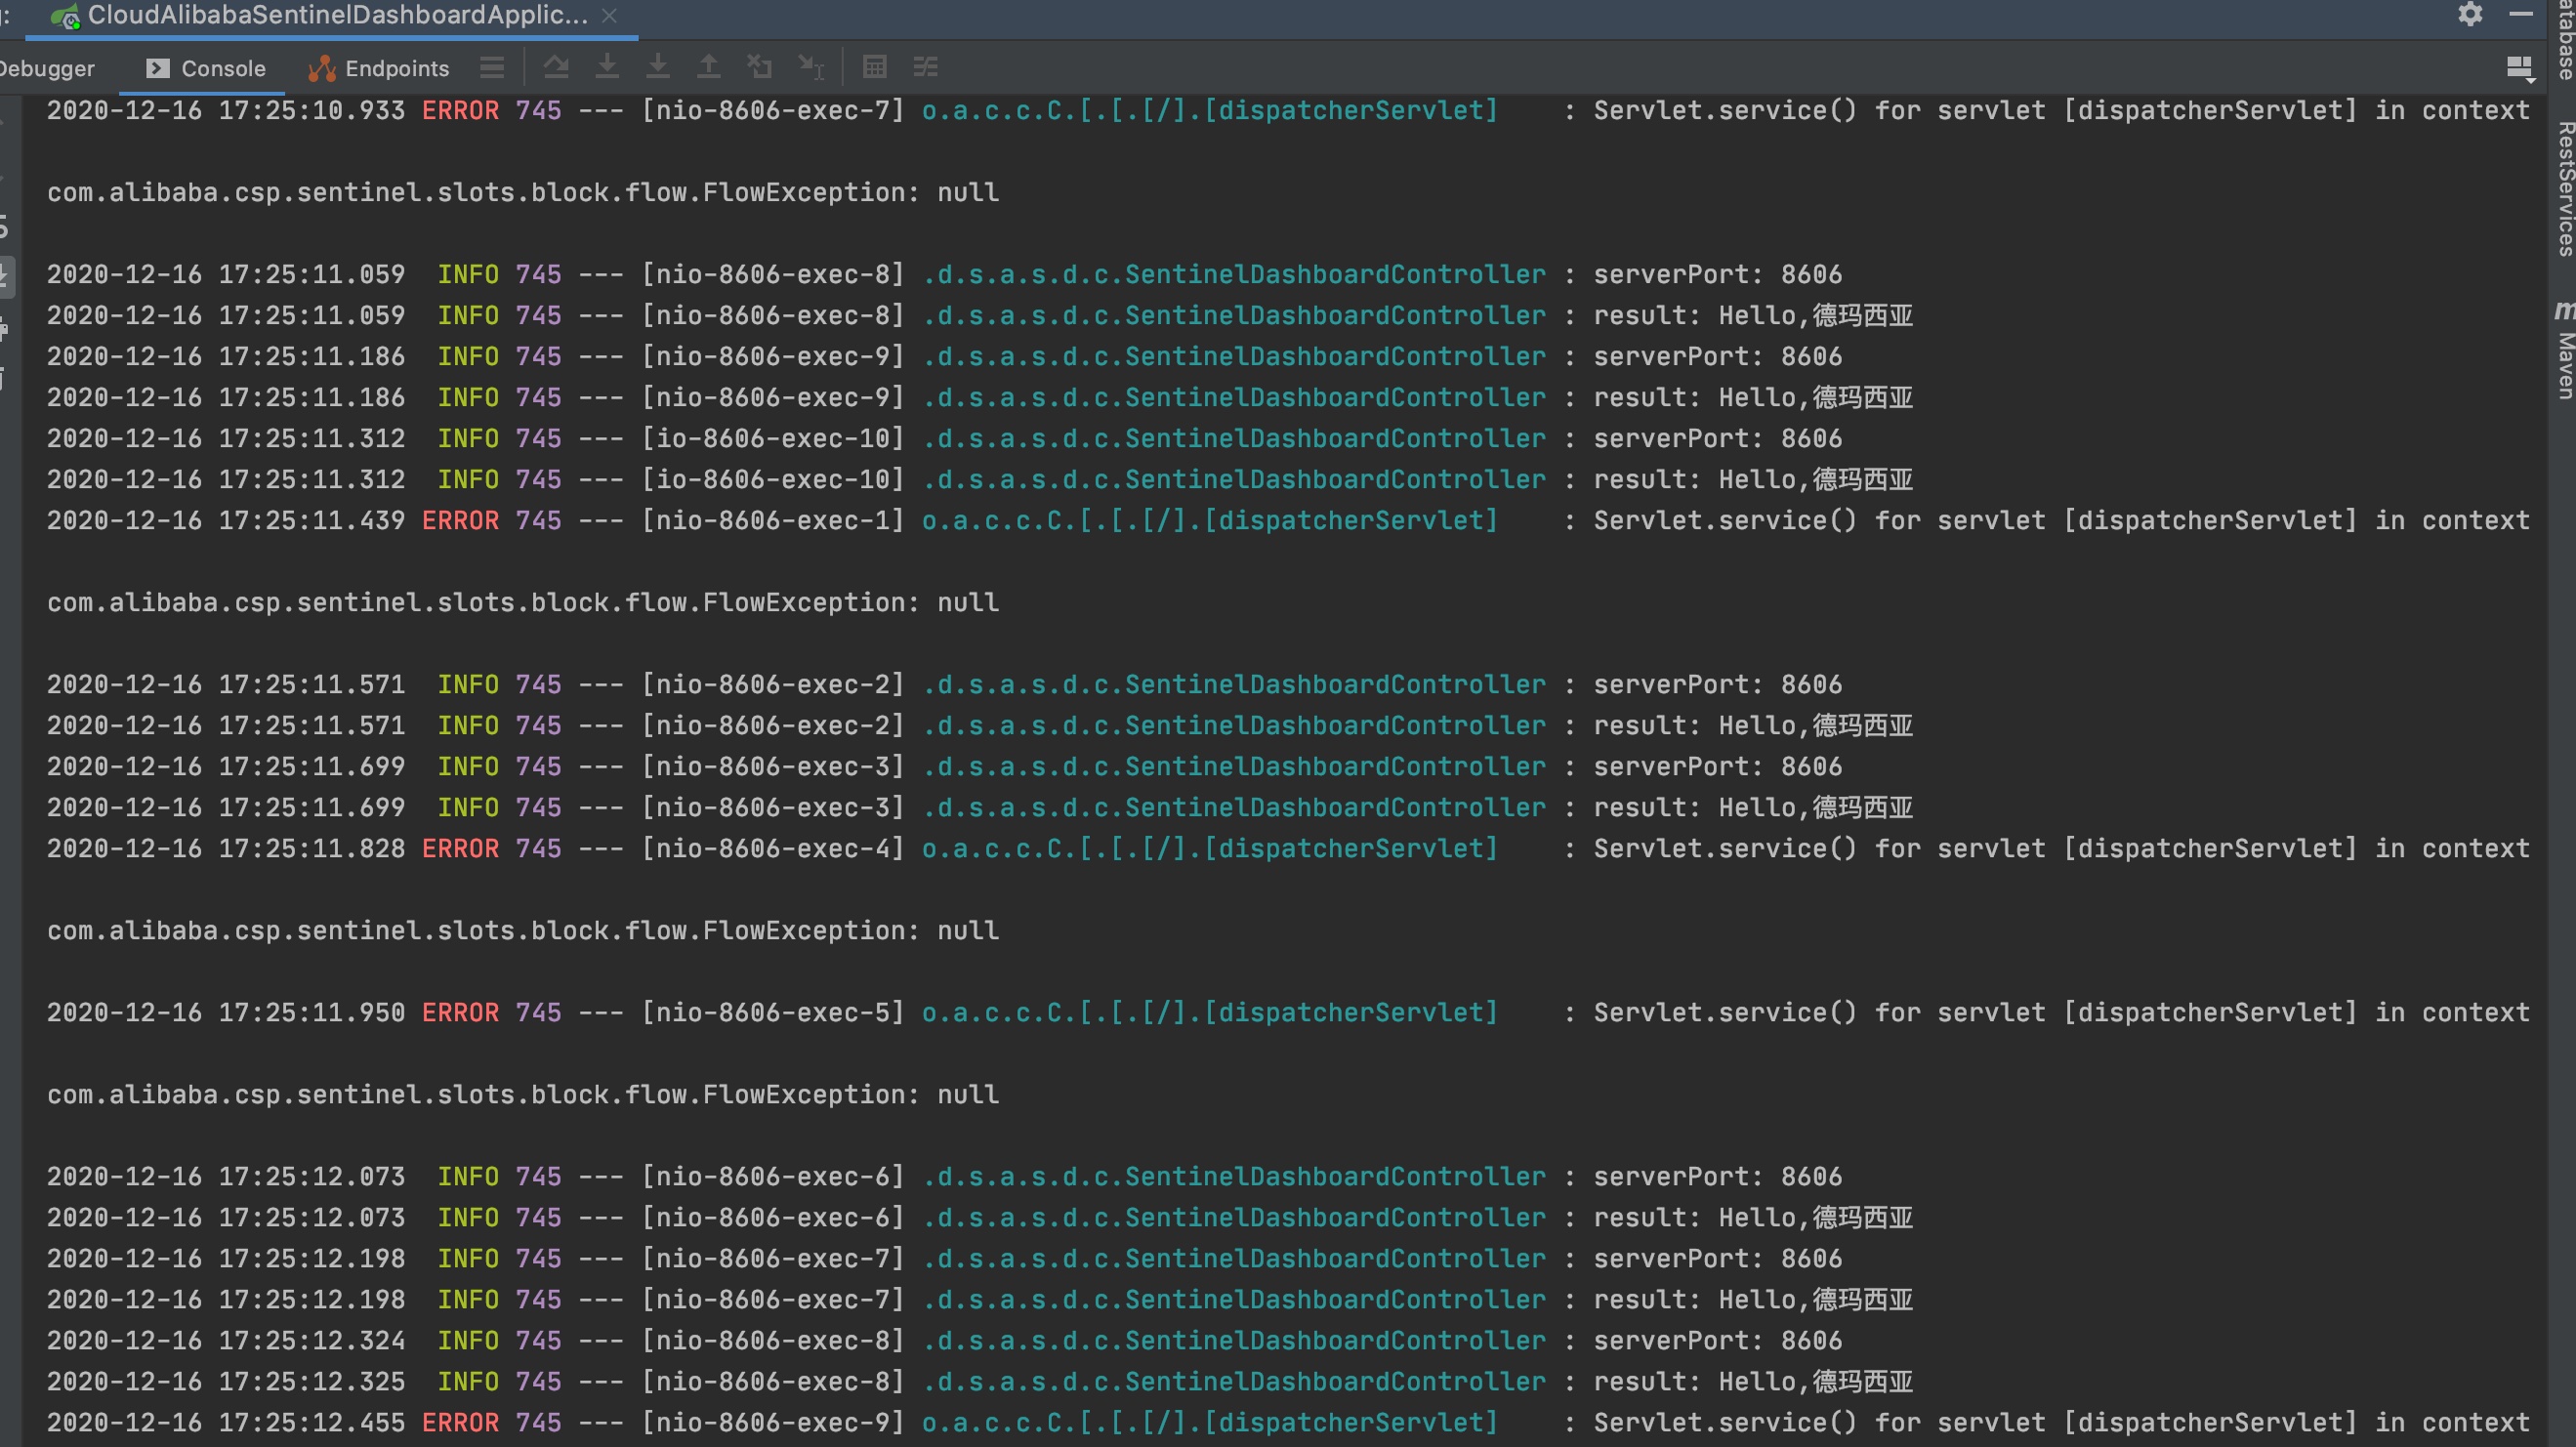 CloudAlibabaSentinelDashboardApplic...
Debugger Console Endpoints
2020-12-16 17:25:10.933 ERROR 745 --- [nio-8606-exec-7] o.a.c.c.C.[.[.[/].[dispatcherServlet] : Servlet.service() for servlet [dispatcherServlet] in context
com.alibaba.csp.sentinel.slots.block.flow.FlowException: null
2020-12-16 17:25:11.059 INFO 745 --- [nio-8606-exec-8] .d.s.a.s.d.c.SentinelDashboardController : serverPort: 8606
2020-12-16 17:25:11.059 INFO 745 --- [nio-8606-exec-8] .d.s.a.s.d.c.SentinelDashboardController : result: Hello,德玛西亚
2020-12-16 17:25:11.186 INFO 745 --- [nio-8606-exec-9] .d.s.a.s.d.c.SentinelDashboardController : serverPort: 8606
2020-12-16 17:25:11.186 INFO 745 --- [nio-8606-exec-9] .d.s.a.s.d.c.SentinelDashboardController : result: Hello,德玛西亚
2020-12-16 17:25:11.312 INFO 745 --- [io-8606-exec-10] .d.s.a.s.d.c.SentinelDashboardController : serverPort: 8606
2020-12-16 17:25:11.312 INFO 745 --- [io-8606-exec-10] .d.s.a.s.d.c.SentinelDashboardController : result: Hello,德玛西亚
2020-12-16 17:25:11.439 ERROR 745 --- [nio-8606-exec-1] o.a.c.c.C.[.[.[/].[dispatcherServlet] : Servlet.service() for servlet [dispatcherServlet] in context
com.alibaba.csp.sentinel.slots.block.flow.FlowException: null
2020-12-16 17:25:11.571 INFO 745 --- [nio-8606-exec-2] .d.s.a.s.d.c.SentinelDashboardController : serverPort: 8606
2020-12-16 17:25:11.571 INFO 745 --- [nio-8606-exec-2] .d.s.a.s.d.c.SentinelDashboardController : result: Hello,德玛西亚
2020-12-16 17:25:11.699 INFO 745 --- [nio-8606-exec-3] .d.s.a.s.d.c.SentinelDashboardController : serverPort: 8606
2020-12-16 17:25:11.699 INFO 745 --- [nio-8606-exec-3] .d.s.a.s.d.c.SentinelDashboardController : result: Hello,德玛西亚
2020-12-16 17:25:11.828 ERROR 745 --- [nio-8606-exec-4] o.a.c.c.C.[.[.[/].[dispatcherServlet] : Servlet.service() for servlet [dispatcherServlet] in context
com.alibaba.csp.sentinel.slots.block.flow.FlowException: null
2020-12-16 17:25:11.950 ERROR 745 --- [nio-8606-exec-5] o.a.c.c.C.[.[.[/].[dispatcherServlet] : Servlet.service() for servlet [dispatcherServlet] in context
com.alibaba.csp.sentinel.slots.block.flow.FlowException: null
2020-12-16 17:25:12.073 INFO 745 --- [nio-8606-exec-6] .d.s.a.s.d.c.SentinelDashboardController : serverPort: 8606
2020-12-16 17:25:12.073 INFO 745 --- [nio-8606-exec-6] .d.s.a.s.d.c.SentinelDashboardController : result: Hello,德玛西亚
2020-12-16 17:25:12.198 INFO 745 --- [nio-8606-exec-7] .d.s.a.s.d.c.SentinelDashboardController : serverPort: 8606
2020-12-16 17:25:12.198 INFO 745 --- [nio-8606-exec-7] .d.s.a.s.d.c.SentinelDashboardController : result: Hello,德玛西亚
2020-12-16 17:25:12.324 INFO 745 --- [nio-8606-exec-8] .d.s.a.s.d.c.SentinelDashboardController : serverPort: 8606
2020-12-16 17:25:12.325 INFO 745 --- [nio-8606-exec-8] .d.s.a.s.d.c.SentinelDashboardController : result: Hello,德玛西亚
2020-12-16 17:25:12.455 ERROR 745 --- [nio-8606-exec-9] o.a.c.c.C.[.[.[/].[dispatcherServlet] : Servlet.service() for servlet [dispatcherServlet] in context
atabase
RestServices
Maven